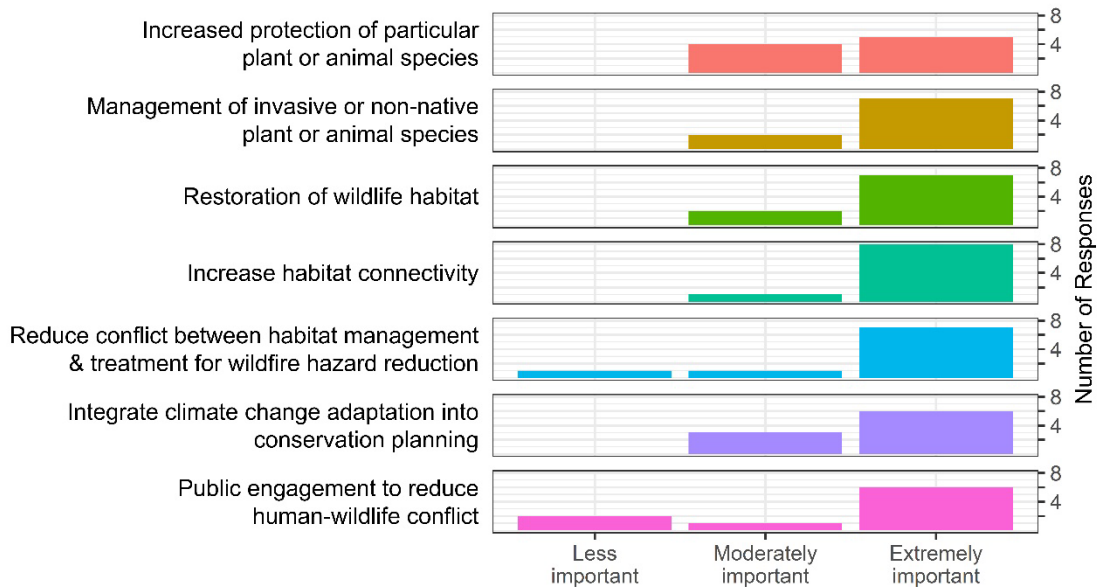 Increased protection of particular
plant or animal species
8
4
Management of invasive or non-native
plant or animal species
8
4
Restoration of wildlife habitat
8
4
Increase habitat connectivity
8
4
Reduce conflict between habitat management
& treatment for wildfire hazard reduction
8
4
Integrate climate change adaptation into
conservation planning
8
4
Public engagement to reduce
human-wildlife conflict
8
4
Number of Responses
Less
important
Moderately
important
Extremely
important